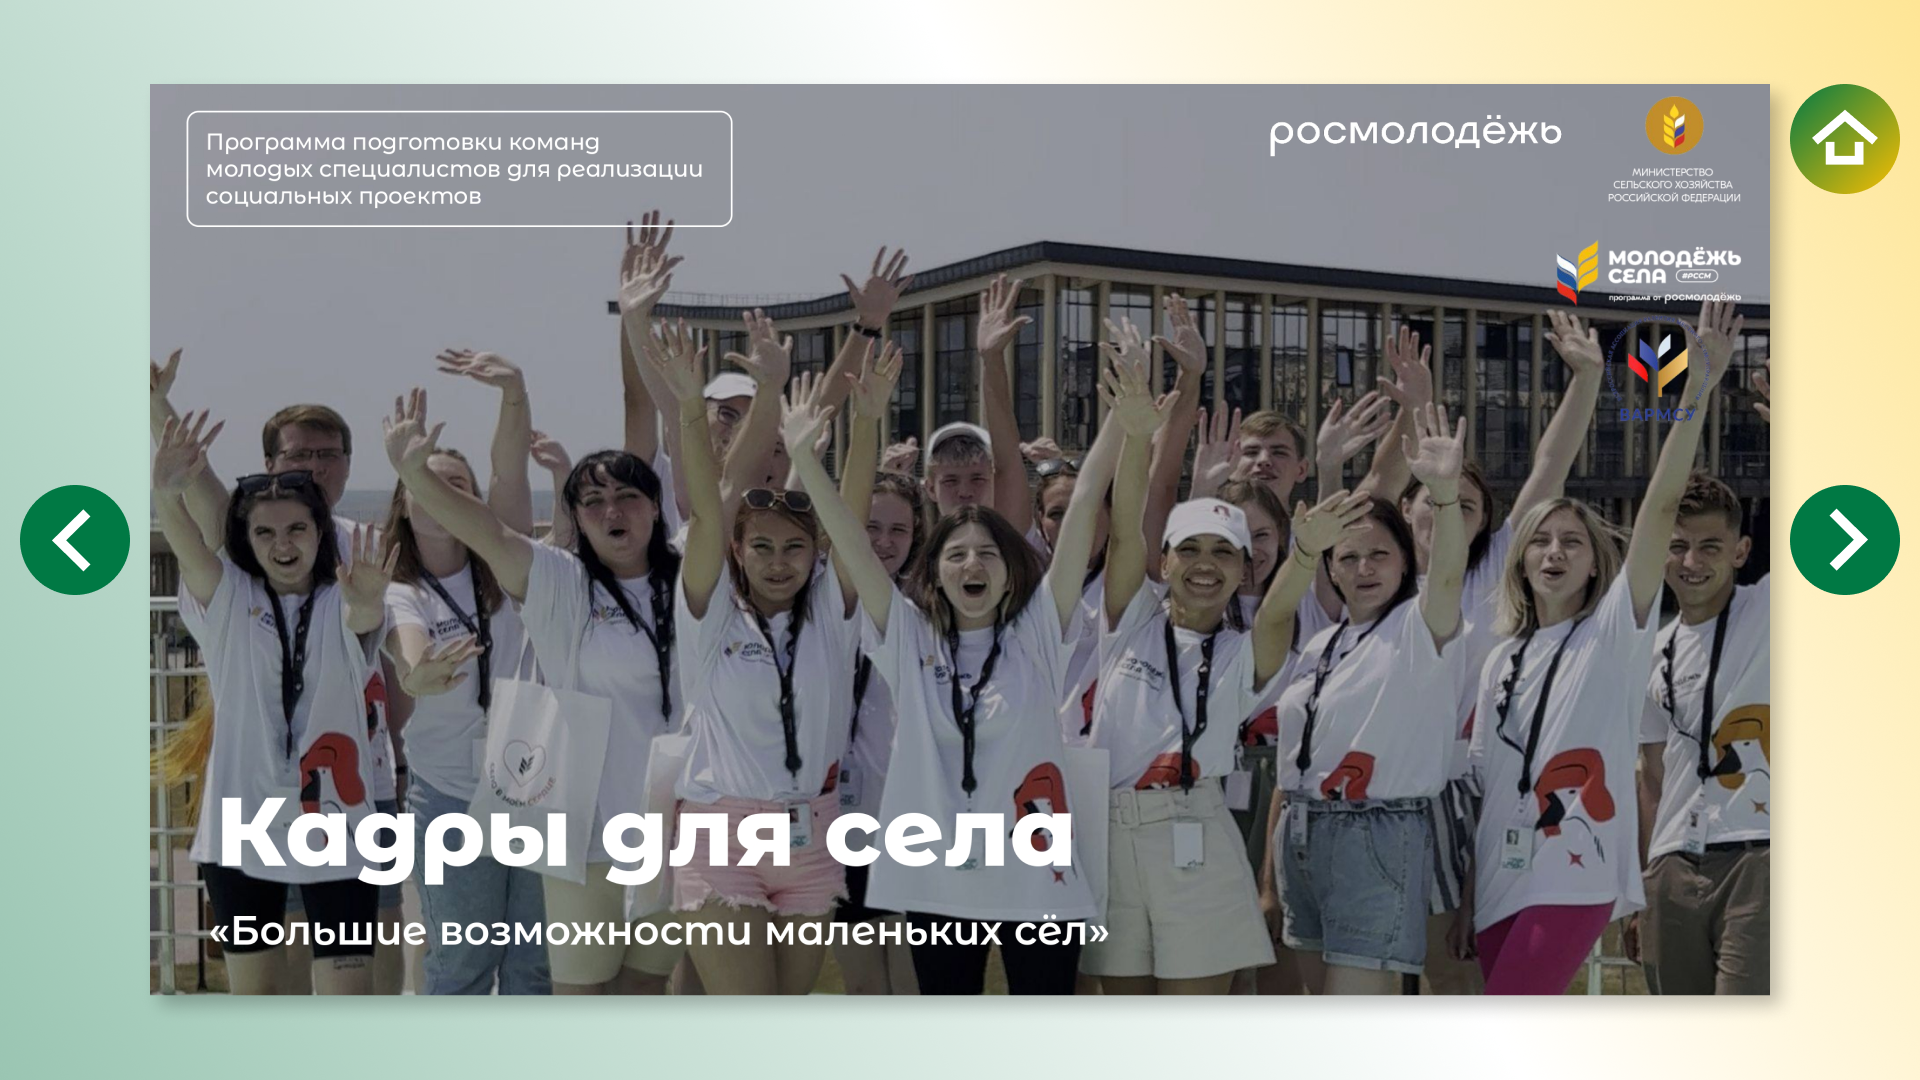 Программа подготовки команд
молодых специалистов для реализации
социальных проектов
росмолодёжь
МИНИСТЕРСТВО
СЕЛЬСКОГО ХОЗЯЙСТВА
РОССИЙСКОЙ ФЕДЕРАЦИИ
МОЛОДЁЖЬ
СЕЛА #РССМ
программа от росмолодёжь
ВАРМСУ
Кадры для села
«Большие возможности маленьких сёл»